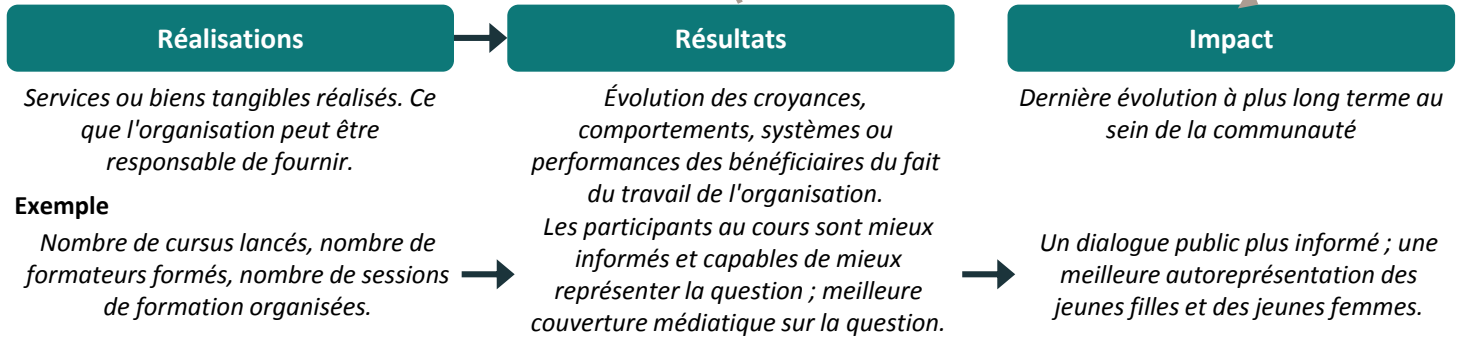 Réalisations
Résultats
Impact
Services ou biens tangibles réalisés. Ce
que l'organisation peut être
responsable de fournir.
Évolution des croyances,
comportements, systèmes ou
performances des bénéficiaires du fait
du travail de l'organisation.
Dernière évolution à plus long terme au
sein de la communauté
Exemple
Nombre de cursus lancés, nombre de
formateurs formés, nombre de sessions
de formation organisées.
Les participants au cours sont mieux
informés et capables de mieux
représenter la question ; meilleure
couverture médiatique sur la question.
Un dialogue public plus informé ; une
meilleure autoreprésentation des
jeunes filles et des jeunes femmes.